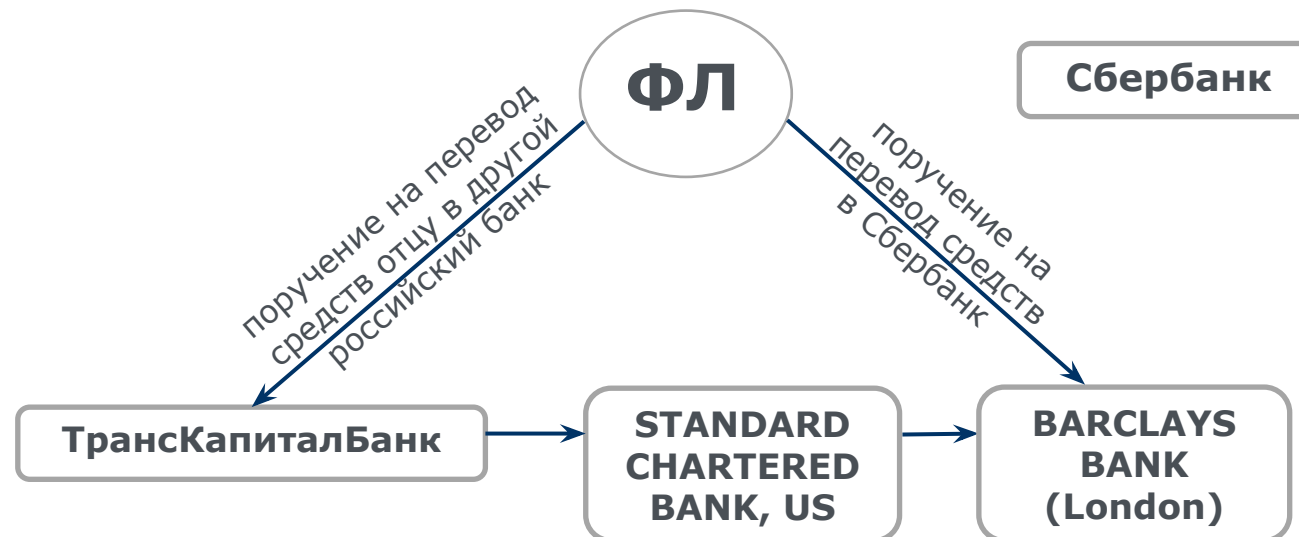 ФЛ
Сбербанк
поручение на перевод
средств отцу в другой
российский банк
поручение на
перевод средств
в Сбербанк
ТрансКапиталБанк
STANDARD
CHARTERED
BANK, US
BARCLAYS
BANK
(London)